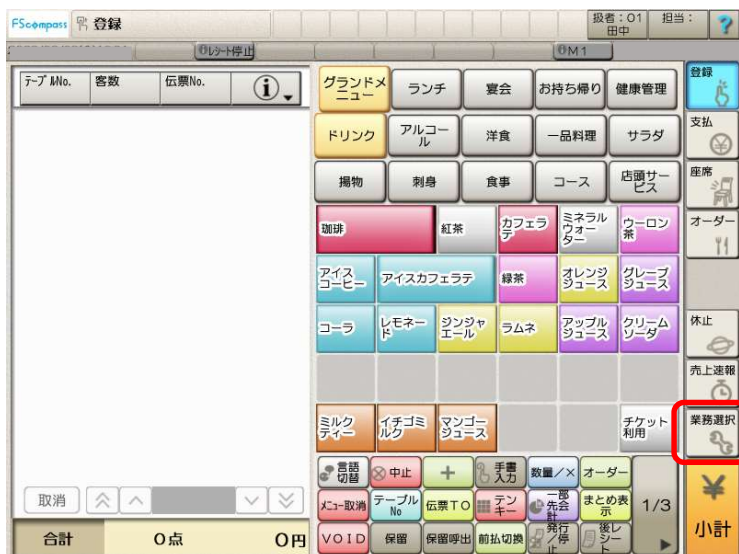 FScompass 登録 扱者：01 担当：
田中
?
0レシート停止 0M1
テーブルNo. 客数 伝票No. i
グランドメニュー ランチ 宴会 お持ち帰り 健康管理
ドリンク アルコール 洋食 一品料理 サラダ
揚物 刺身 食事 コース 店頭サービス
珈琲 紅茶 カフェラテ ミネラルウォーター ウーロン茶
アイスコーヒー アイスカフェラテ 緑茶 オレンジジュース グレープジュース
コーラ レモネード ジンジャエール ラムネ アップルジュース クリームソーダ
ミルクティー イチゴミルク マンゴージュース チケット利用
言語切替 中止 + 手書入力 数量／× オーダー
メニュー取消 テーブルNo 伝票TO テンキー 一部先会計 まとめ表示 1/3
VOID 保留 保留呼出 前払切換 発行／停止 後レシート
取消
合計 0点 0円
登録
支払
座席
オーダー
休止
売上速報
業務選択
¥
小計